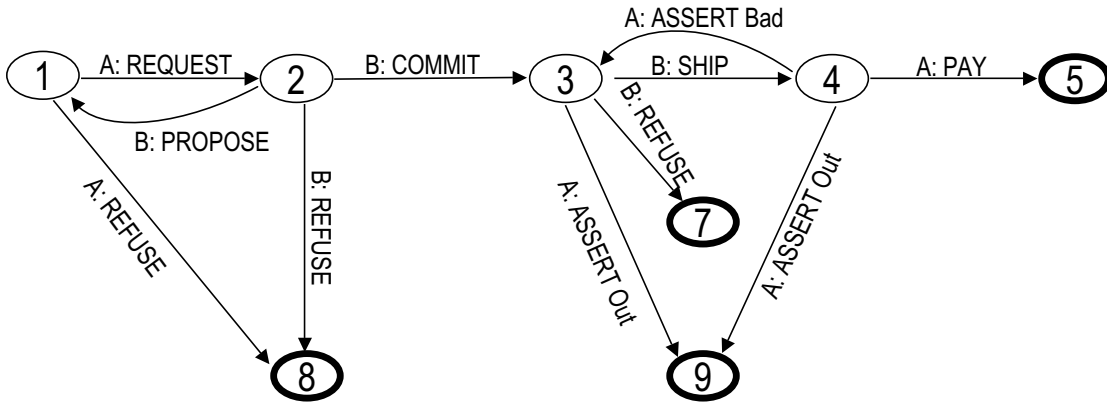 A: ASSERT Bad
1
A: REQUEST
2
B: COMMIT
3
B: SHIP
4
A: PAY
5
B: PROPOSE
B: REFUSE
A: REFUSE
B: REFUSE
A: ASSERT Out
7
A: ASSERT Out
8
9